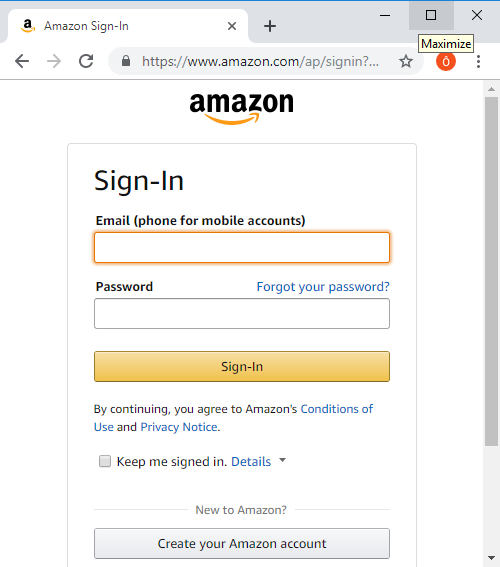 Amazon Sign-In
Maximize
https://www.amazon.com/ap/signin?...
Ô
amazon
Sign-In
Email (phone for mobile accounts)
Password Forgot your password?
Sign-In
By continuing, you agree to Amazon's Conditions of
Use and Privacy Notice.
Keep me signed in. Details
New to Amazon?
Create your Amazon account